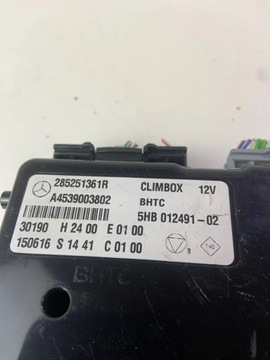 285251361R CLIMBOX 12V
A4539003802 BHTC
5HB 012491-02
30190 H 24 00 E 01 00
150616 S 14 41 C 01 00
BHTC